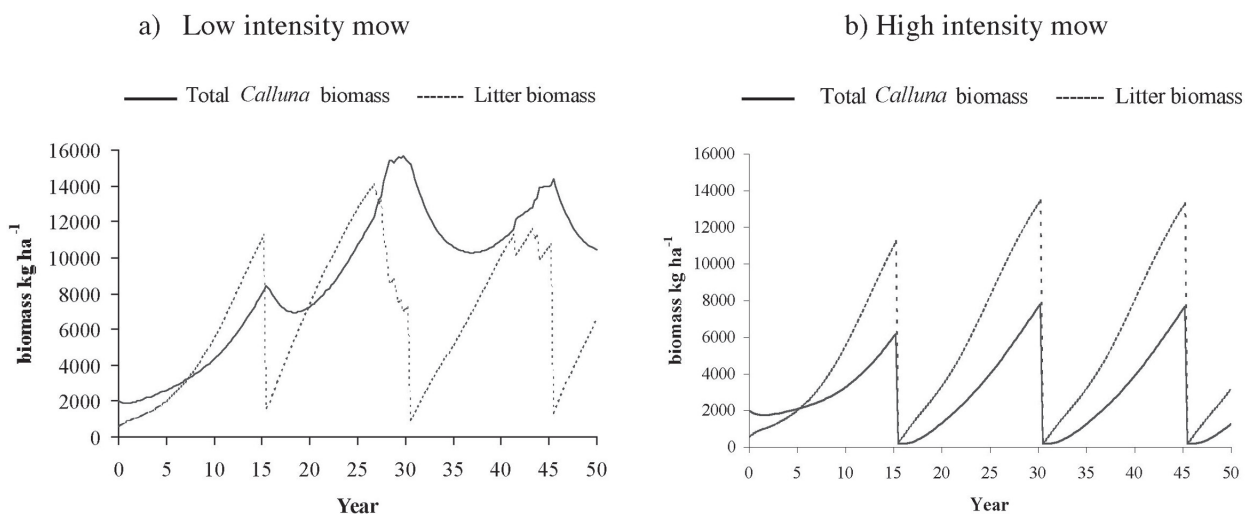 a) Low intensity mow
Total Calluna biomass
Litter biomass
biomass kg ha⁻¹
16000
14000
12000
10000
8000
6000
4000
2000
0
0 5 10 15 20 25 30 35 40 45 50
Year
b) High intensity mow
Total Calluna biomass
Litter biomass
biomass kg ha⁻¹
16000
14000
12000
10000
8000
6000
4000
2000
0
0 5 10 15 20 25 30 35 40 45 50
Year